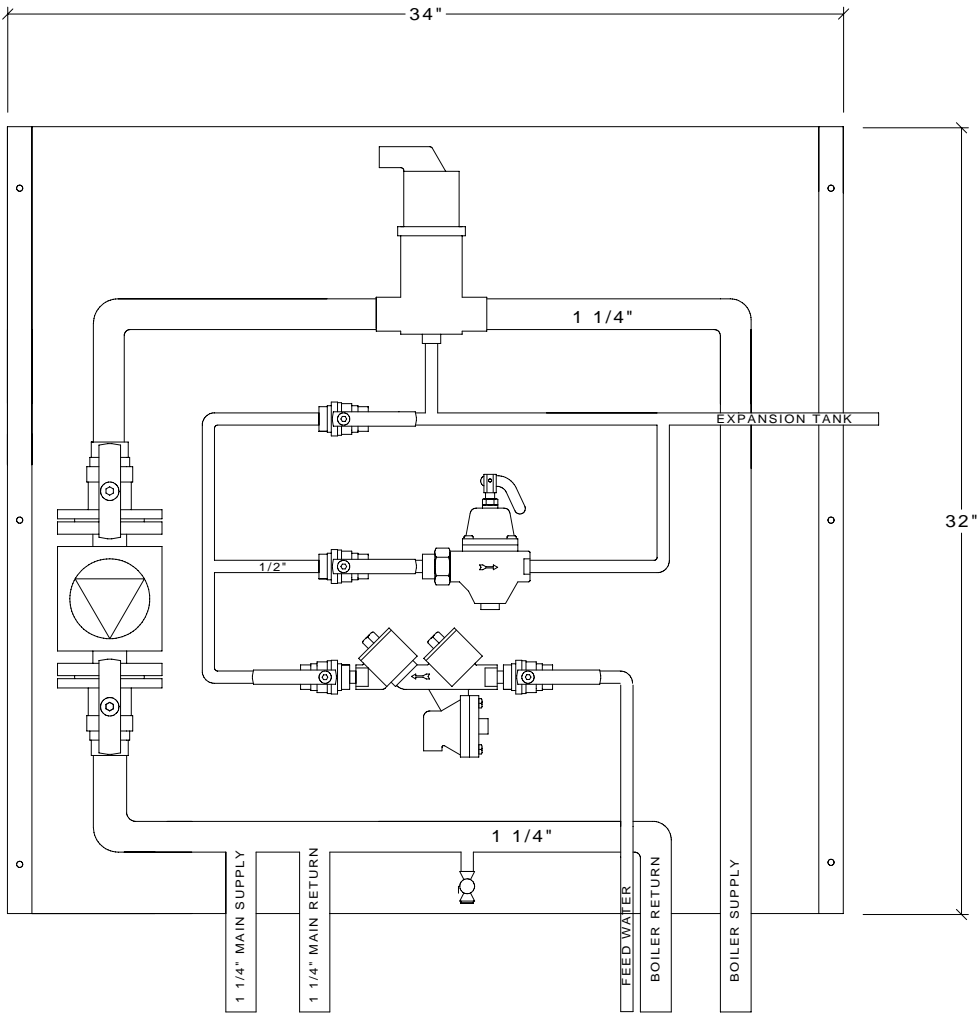 34"
1 1/4"
EXPANSION TANK
32"
1/2"
1 1/4"
1 1/4" MAIN SUPPLY
1 1/4" MAIN RETURN
FEED WATER
BOILER RETURN
BOILER SUPPLY